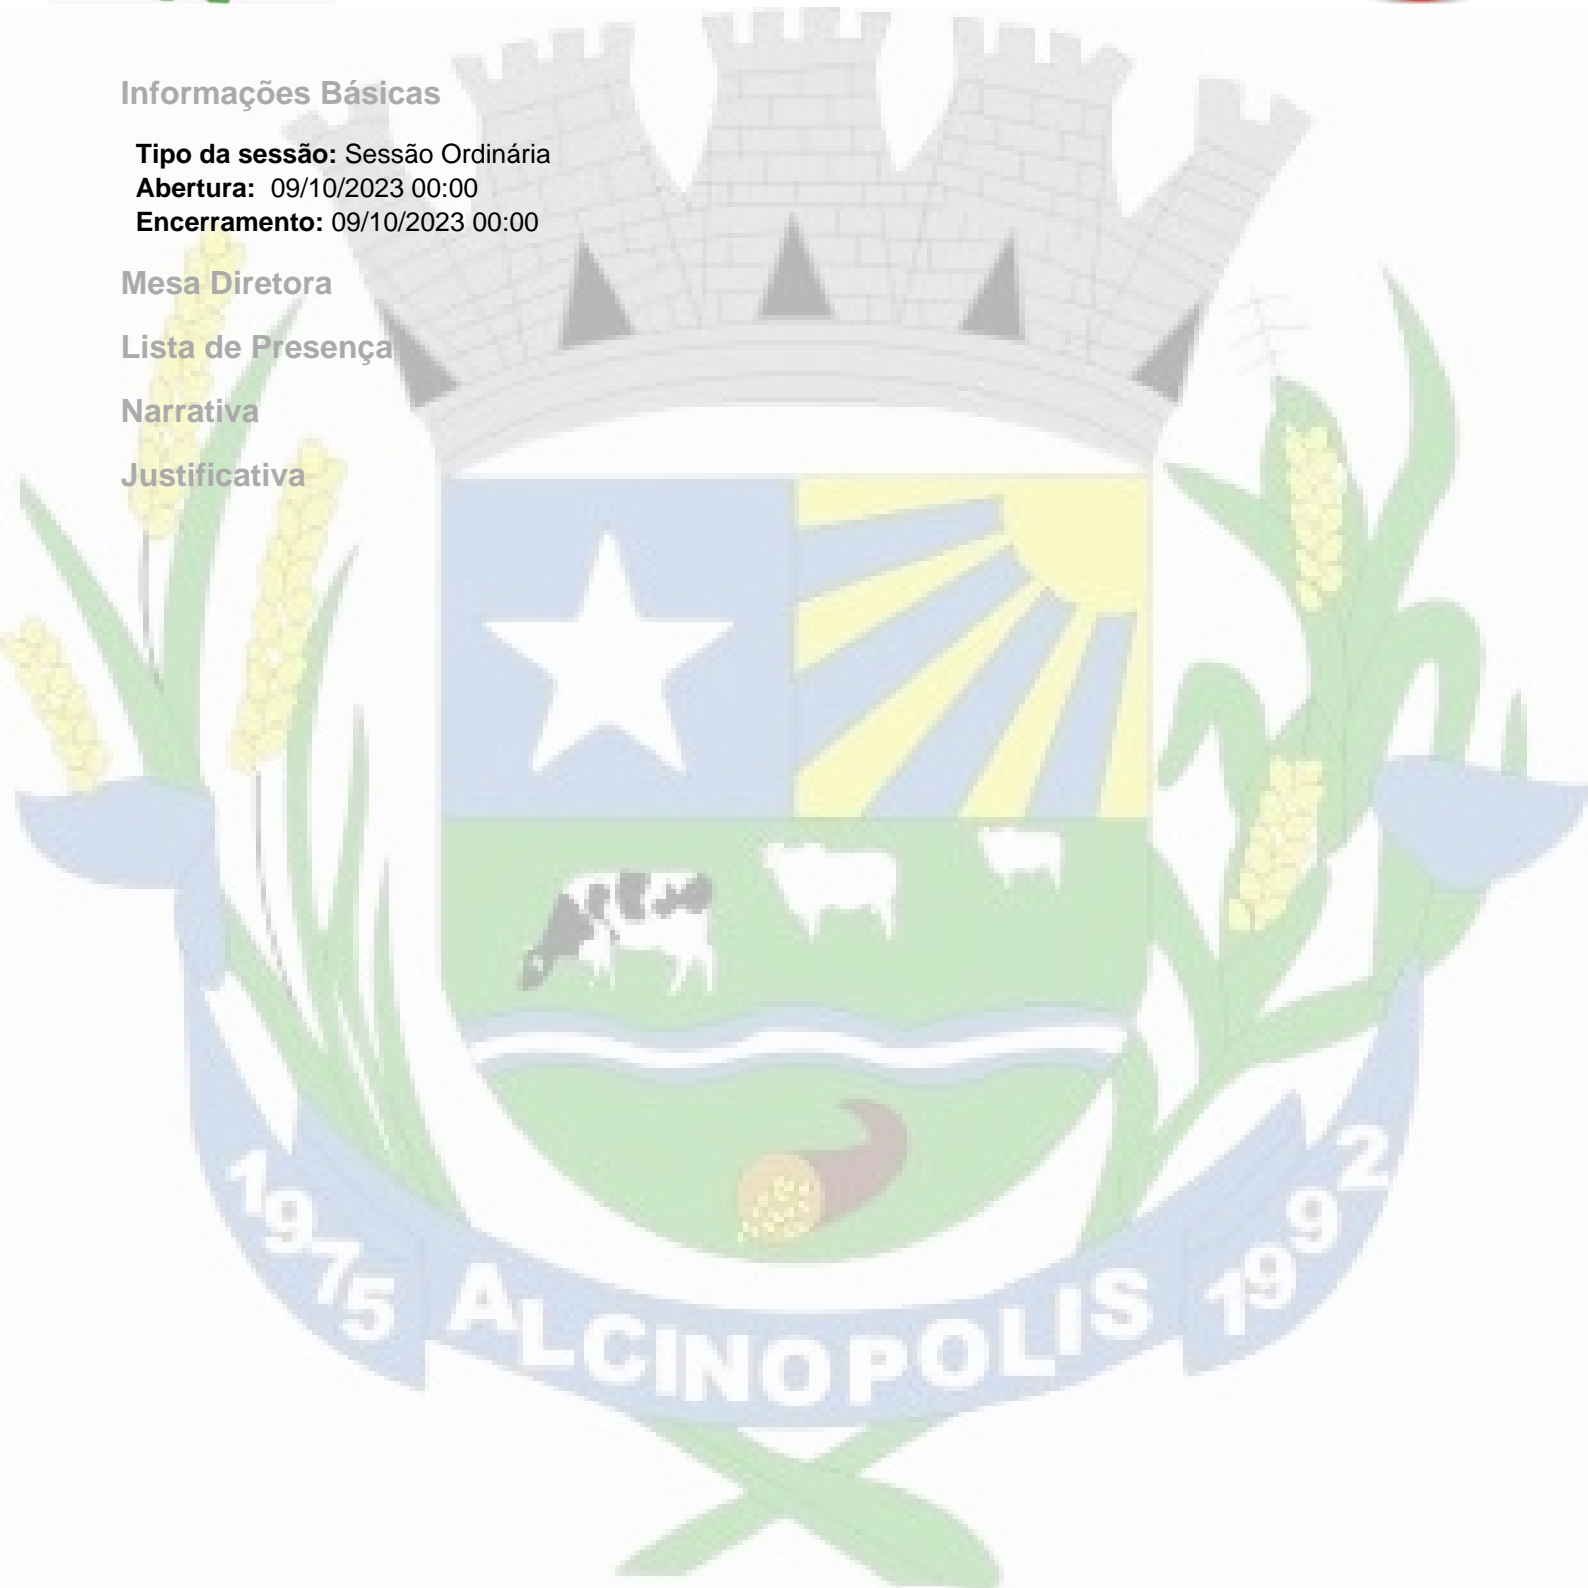 Informações Básicas
Tipo da sessão: Sessão Ordinária
Abertura: 09/10/2023 00:00
Encerramento: 09/10/2023 00:00
Mesa Diretora
Lista de Presença
Narrativa
Justificativa
1975 ALCINOPOLIS 1992